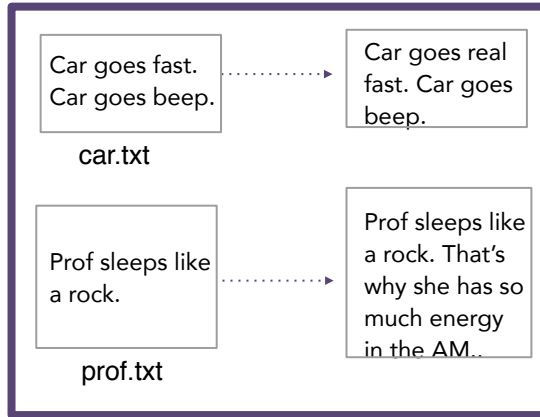 Car goes fast.
Car goes beep.
car.txt
Car goes real
fast. Car goes
beep.
Prof sleeps like
a rock.
prof.txt
Prof sleeps like
a rock. That’s
why she has so
much energy
in the AM..